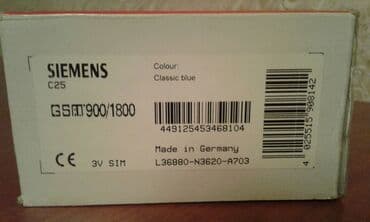 SIEMENS
C25
Colour:
Classic blue
GSM 900/1800
449125453468104
Made in Germany
L36880-N3620-A703
CE 3V SIM
4 025515 908142